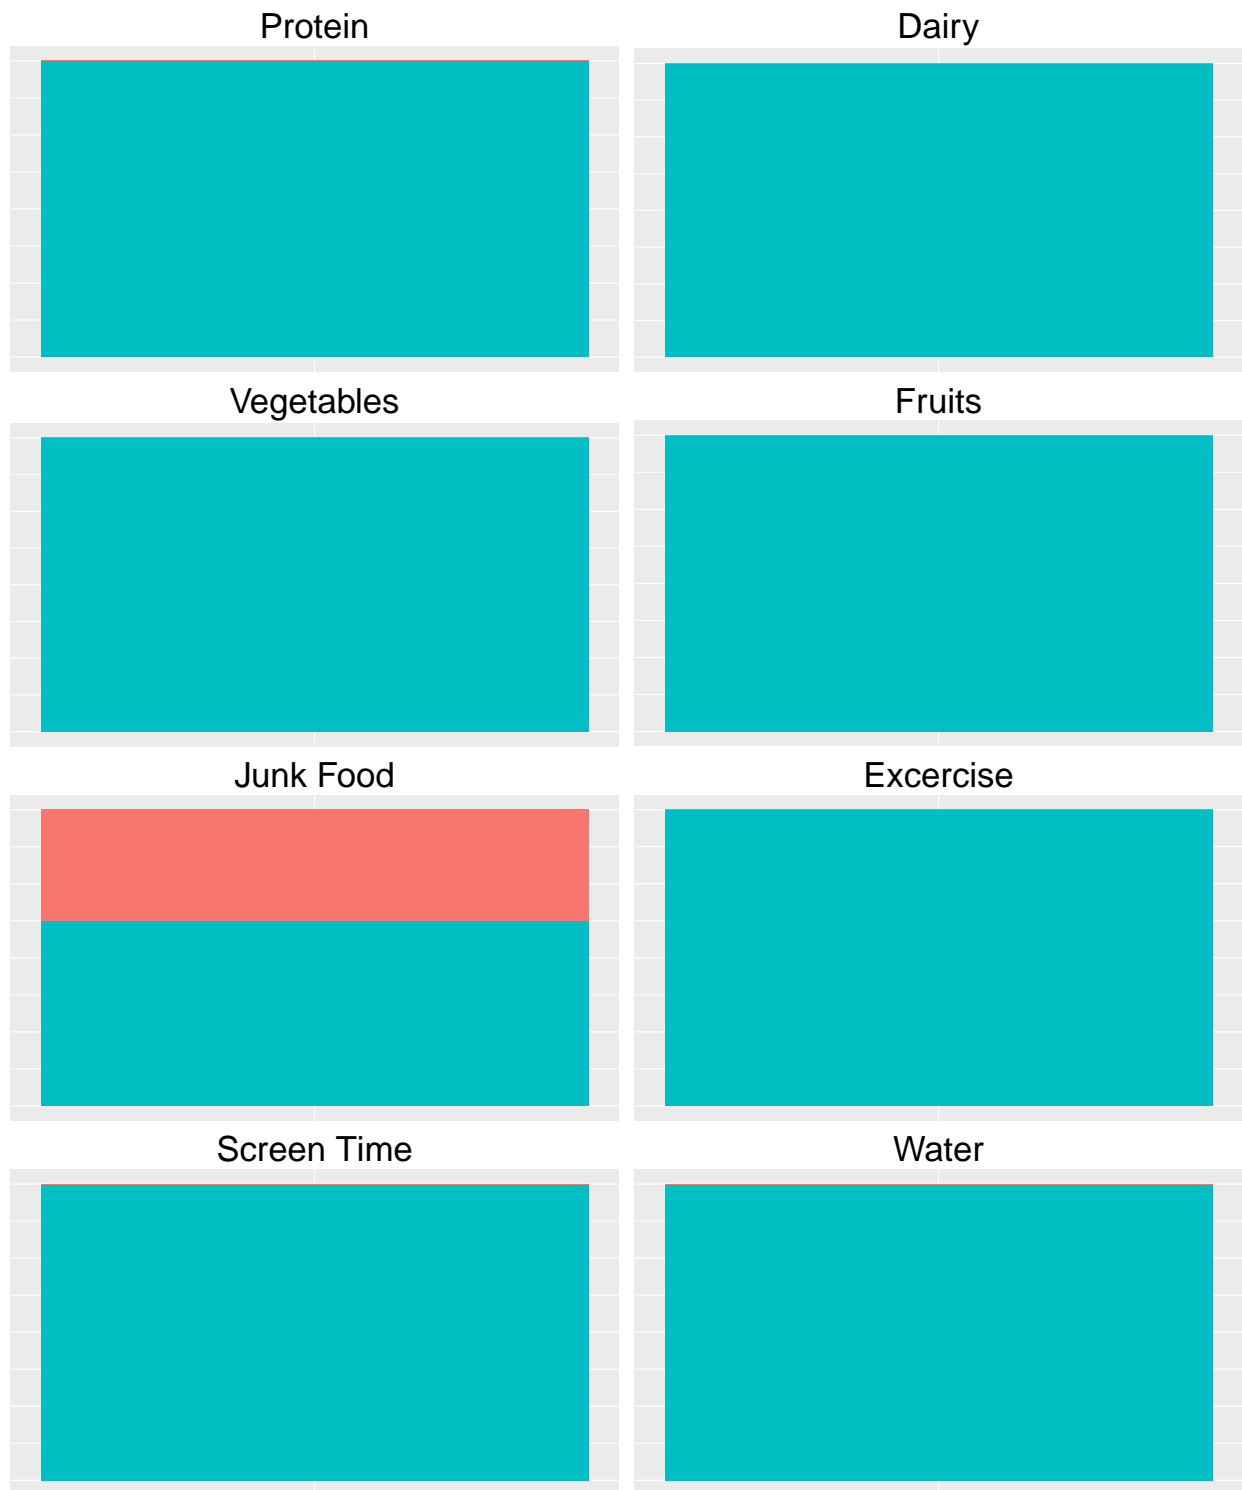 Protein
Dairy
Vegetables
Fruits
Junk Food
Excercise
Screen Time
Water